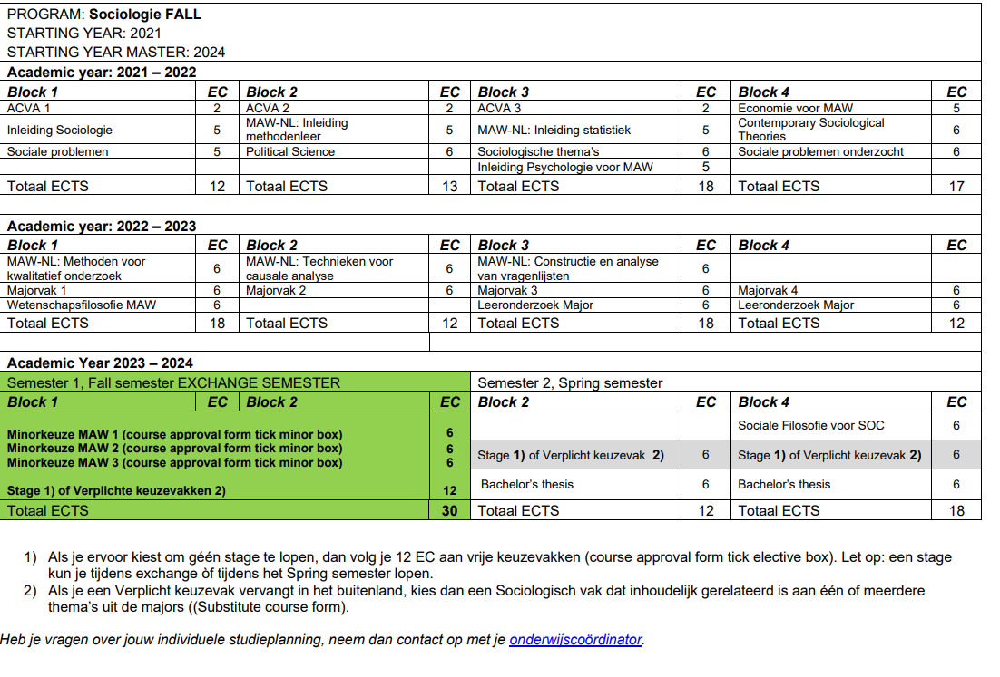 PROGRAM: Sociologie FALL
STARTING YEAR: 2021
STARTING YEAR MASTER: 2024
Academic year: 2021 – 2022
Block 1 EC Block 2 EC Block 3 EC Block 4 EC
ACVA 1 2 ACVA 2 2 ACVA 3 2 Economie voor MAW 5
Inleiding Sociologie 5 MAW-NL: Inleiding methodenleer 5 MAW-NL: Inleiding statistiek 5 Contemporary Sociological Theories 6
Sociale problemen 5 Political Science 6 Sociologische thema's 6 Sociale problemen onderzocht 6
Inleiding Psychologie voor MAW 5
Totaal ECTS 12 Totaal ECTS 13 Totaal ECTS 18 Totaal ECTS 17
Academic year: 2022 – 2023
Block 1 EC Block 2 EC Block 3 EC Block 4 EC
MAW-NL: Methoden voor kwalitatief onderzoek 6 MAW-NL: Technieken voor causale analyse 6 MAW-NL: Constructie en analyse van vragenlijsten 6
Majorvak 1 6 Majorvak 2 6 Majorvak 3 6 Majorvak 4 6
Wetenschapsfilosofie MAW 6 Leeronderzoek Major 6 Leeronderzoek Major 6
Totaal ECTS 18 Totaal ECTS 12 Totaal ECTS 18 Totaal ECTS 12
Academic Year 2023 – 2024
Semester 1, Fall semester EXCHANGE SEMESTER Semester 2, Spring semester
Block 1 EC Block 2 EC Block 2 EC Block 4 EC
Sociale Filosofie voor SOC 6
Minorkeuze MAW 1 (course approval form tick minor box) 6
Minorkeuze MAW 2 (course approval form tick minor box) 6
Minorkeuze MAW 3 (course approval form tick minor box) 6
Stage 1) of Verplicht keuzevak 2) 6 Stage 1) of Verplicht keuzevak 2) 6
Stage 1) of Verplichte keuzevakken 2) 12
Bachelor's thesis 6 Bachelor's thesis 6
Totaal ECTS 30 Totaal ECTS 12 Totaal ECTS 18
1) Als je ervoor kiest om géén stage te lopen, dan volg je 12 EC aan vrije keuzevakken (course approval form tick elective box). Let op: een stage
kun je tijdens exchange òf tijdens het Spring semester lopen.
2) Als je een Verplicht keuzevak vervangt in het buitenland, kies dan een Sociologisch vak dat inhoudelijk gerelateerd is aan één of meerdere
thema's uit de majors ((Substitute course form).
Heb je vragen over jouw individuele studieplanning, neem dan contact op met je onderwijscoördinator.